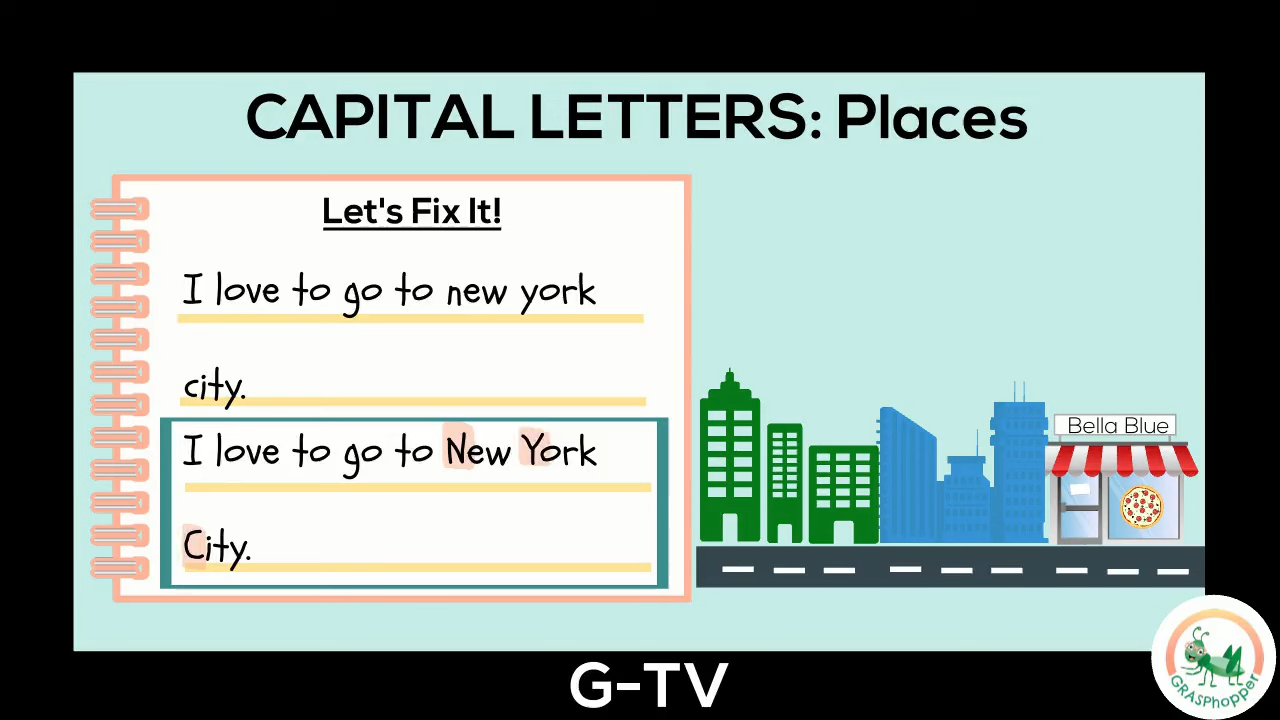 CAPITAL LETTERS: Places
Let's Fix It!
I love to go to new york
city.
I love to go to New York
City.
Bella Blue
G-TV
GRASPhopper